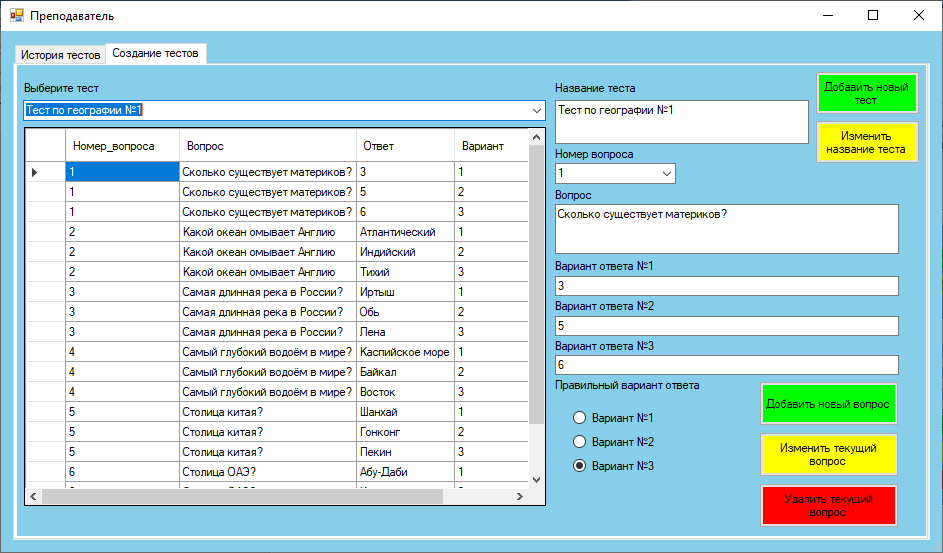 Преподаватель
История тестов Создание тестов
Выберите тест
Тест по географии №1
Номер_вопроса Вопрос Ответ Вариант
1 Сколько существует материков? 3 1
1 Сколько существует материков? 5 2
1 Сколько существует материков? 6 3
2 Какой океан омывает Англию Атлантический 1
2 Какой океан омывает Англию Индийский 2
2 Какой океан омывает Англию Тихий 3
3 Самая длинная река в России? Иртыш 1
3 Самая длинная река в России? Обь 2
3 Самая длинная река в России? Лена 3
4 Самый глубокий водоём в мире? Каспийское море 1
4 Самый глубокий водоём в мире? Байкал 2
4 Самый глубокий водоём в мире? Восток 3
5 Столица китая? Шанхай 1
5 Столица китая? Гонконг 2
5 Столица китая? Пекин 3
6 Столица ОАЭ? Абу-Даби 1
Название теста
Тест по географии №1
Добавить новый
тест
Изменить
название теста
Номер вопроса
1
Вопрос
Сколько существует материков?
Вариант ответа №1
3
Вариант ответа №2
5
Вариант ответа №3
6
Правильный вариант ответа
Вариант №1
Вариант №2
Вариант №3
Добавить новый вопрос
Изменить текущий
вопрос
Удалить текущий
вопрос